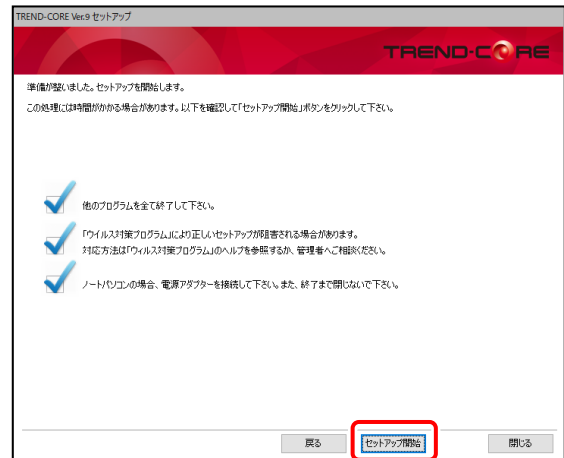 TREND-CORE Ver.9 セットアップ
TREND-CORE
準備が整いました。セットアップを開始します。
この処理には時間がかかる場合があります。以下を確認して「セットアップ開始」ボタンをクリックして下さい。
他のプログラムを全て終了して下さい。
「ウイルス対策プログラム」により正しいセットアップが阻害される場合があります。
対応方法は「ウィルス対策プログラム」のヘルプを参照するか、管理者へご相談ください。
ノートパソコンの場合、電源アダプターを接続して下さい。また、終了まで閉じないで下さい。
戻る
セットアップ開始
閉じる